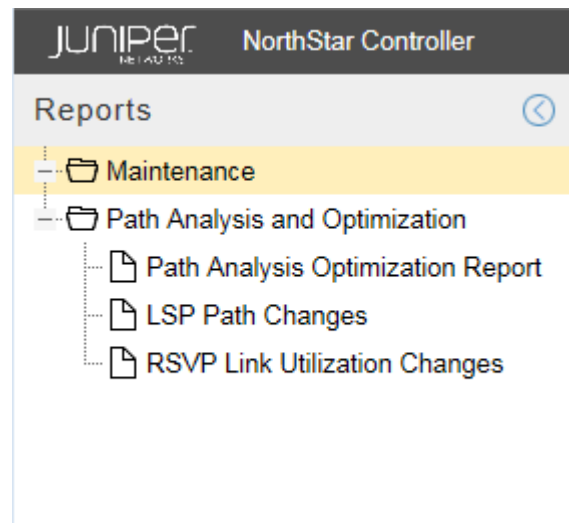 JUNIPER NETWORKS NorthStar Controller
Reports
Maintenance
Path Analysis and Optimization
Path Analysis Optimization Report
LSP Path Changes
RSVP Link Utilization Changes